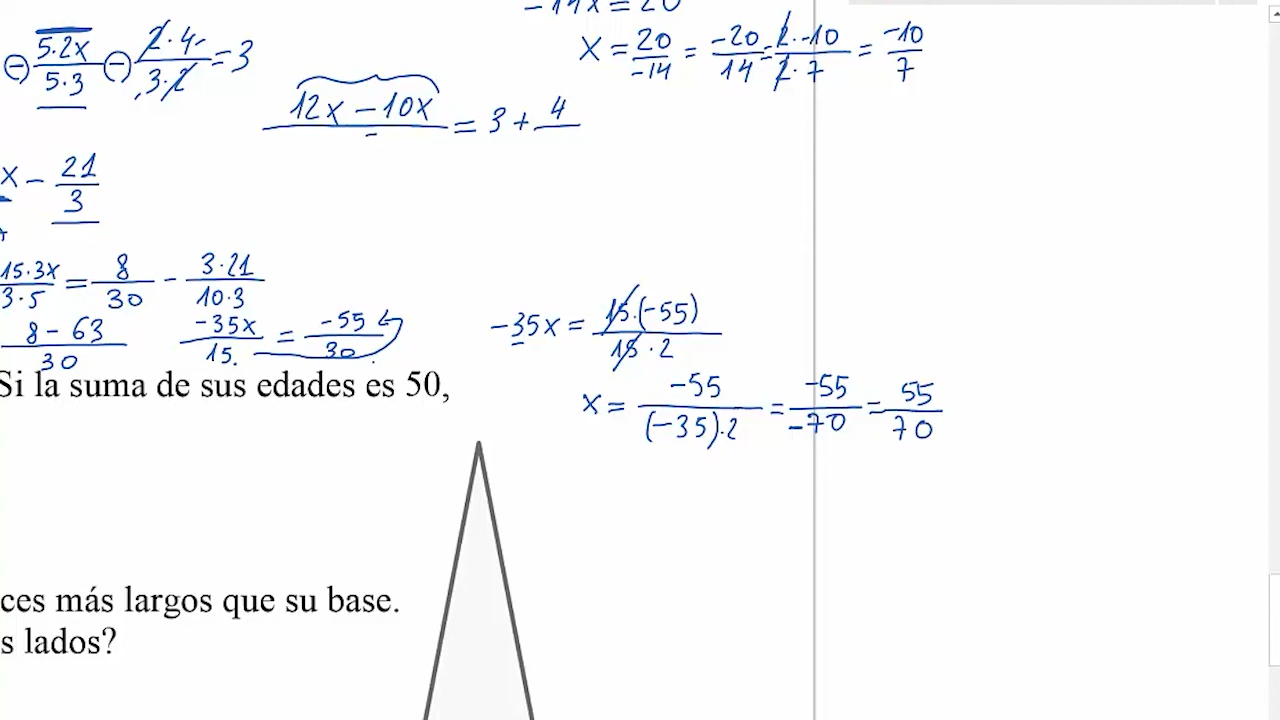 -14x = 20
⊖ 5·2x/5·3 ⊖ 2·4/3·2 = 3
x = 20/-14 = -20/14 = 2·-10/2·7 = -10/7
12x - 10x/ = 3 + 4/
x - 21/3
15·3x/3·5 = 8/30 - 3·21/10·3
8 - 63/30
-35x/15 = -55/30
-35x = 15·(-55)/15·2
Si la suma de sus edades es 50,
x = -55/(-35)·2 = -55/-70 = 55/70
ces más largos que su base.
s lados?